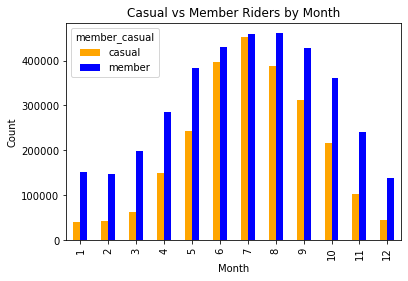 Casual vs Member Riders by Month
member_casual
casual
member
Count
400000
300000
200000
100000
0
1 2 3 4 5 6 7 8 9 10 11 12
Month